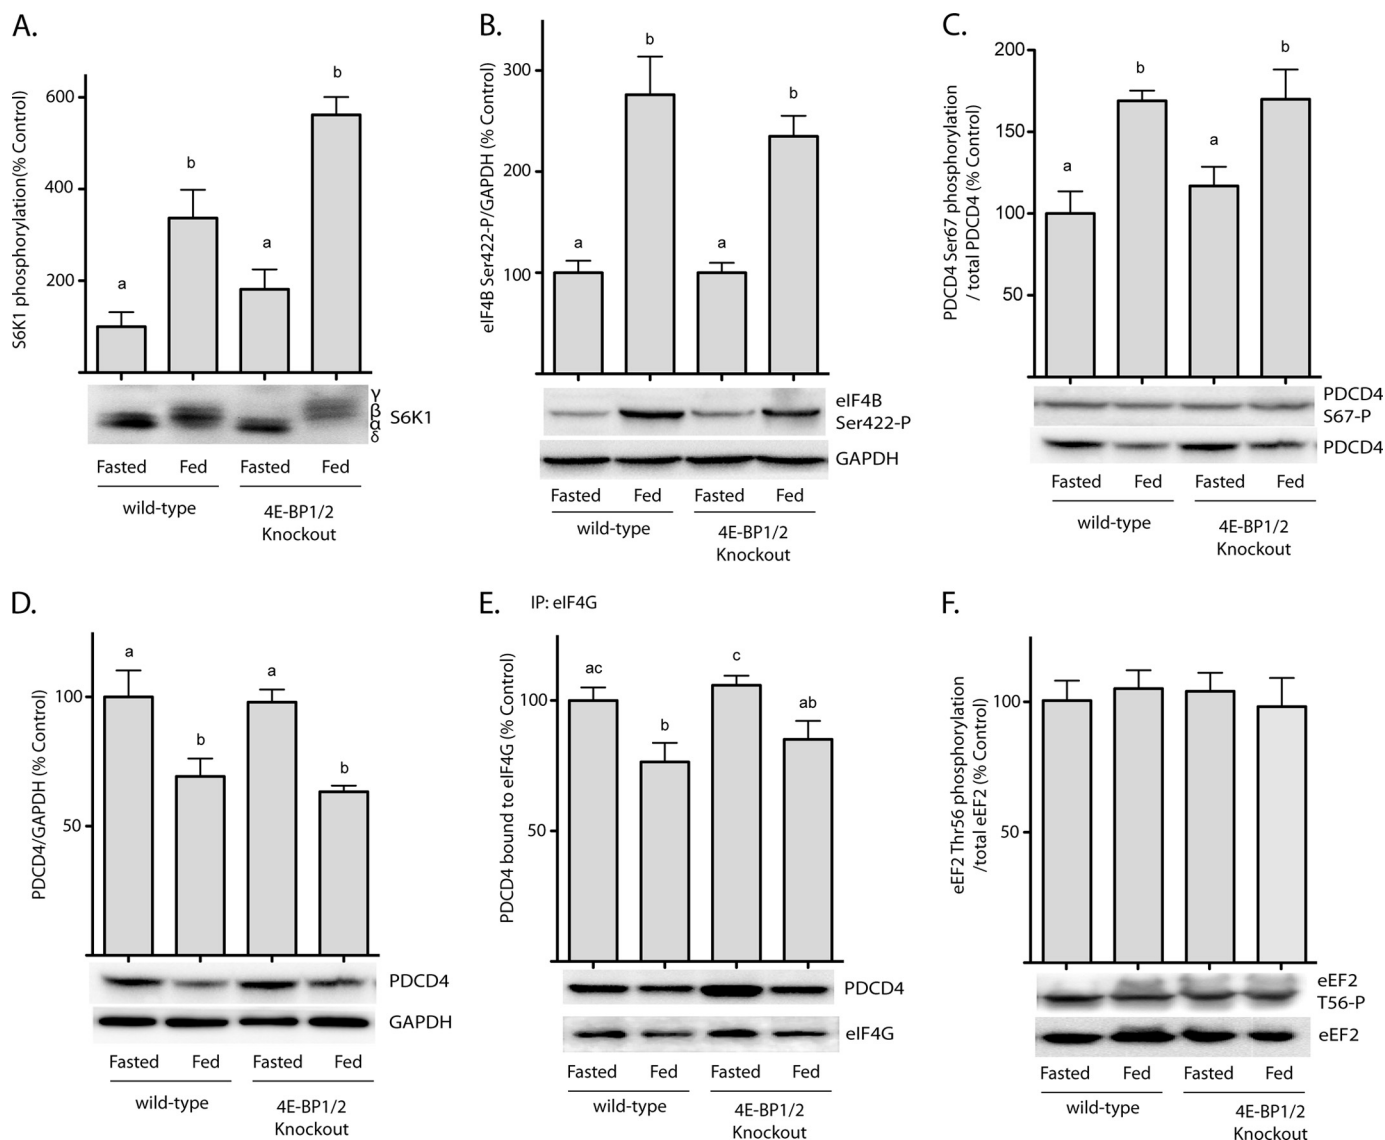 A.
S6K1 phosphorylation(% Control)
600
400
200
a
b
a
b
γ
β
α
δ
S6K1
Fasted Fed Fasted Fed
wild-type 4E-BP1/2
Knockout
B.
eIF4B Ser422-P/GAPDH (% Control)
300
200
100
a
b
a
b
eIF4B
Ser422-P
GAPDH
Fasted Fed Fasted Fed
wild-type 4E-BP1/2
Knockout
C.
PDCD4 Ser67 phosphorylation
/ total PDCD4 (% Control)
200
150
100
50
a
b
a
b
PDCD4
S67-P
PDCD4
Fasted Fed Fasted Fed
wild-type 4E-BP1/2
Knockout
D.
PDCD4/GAPDH (% Control)
100
50
a
b
a
b
PDCD4
GAPDH
Fasted Fed Fasted Fed
wild-type 4E-BP1/2
Knockout
E.
IP: eIF4G
PDCD4 bound to eIF4G (% Control)
100
50
ac
b
c
ab
PDCD4
eIF4G
Fasted Fed Fasted Fed
wild-type 4E-BP1/2
Knockout
F.
eEF2 Thr56 phosphorylation
/total eEF2 (% Control)
100
50
eEF2
T56-P
eEF2
Fasted Fed Fasted Fed
wild-type 4E-BP1/2
Knockout